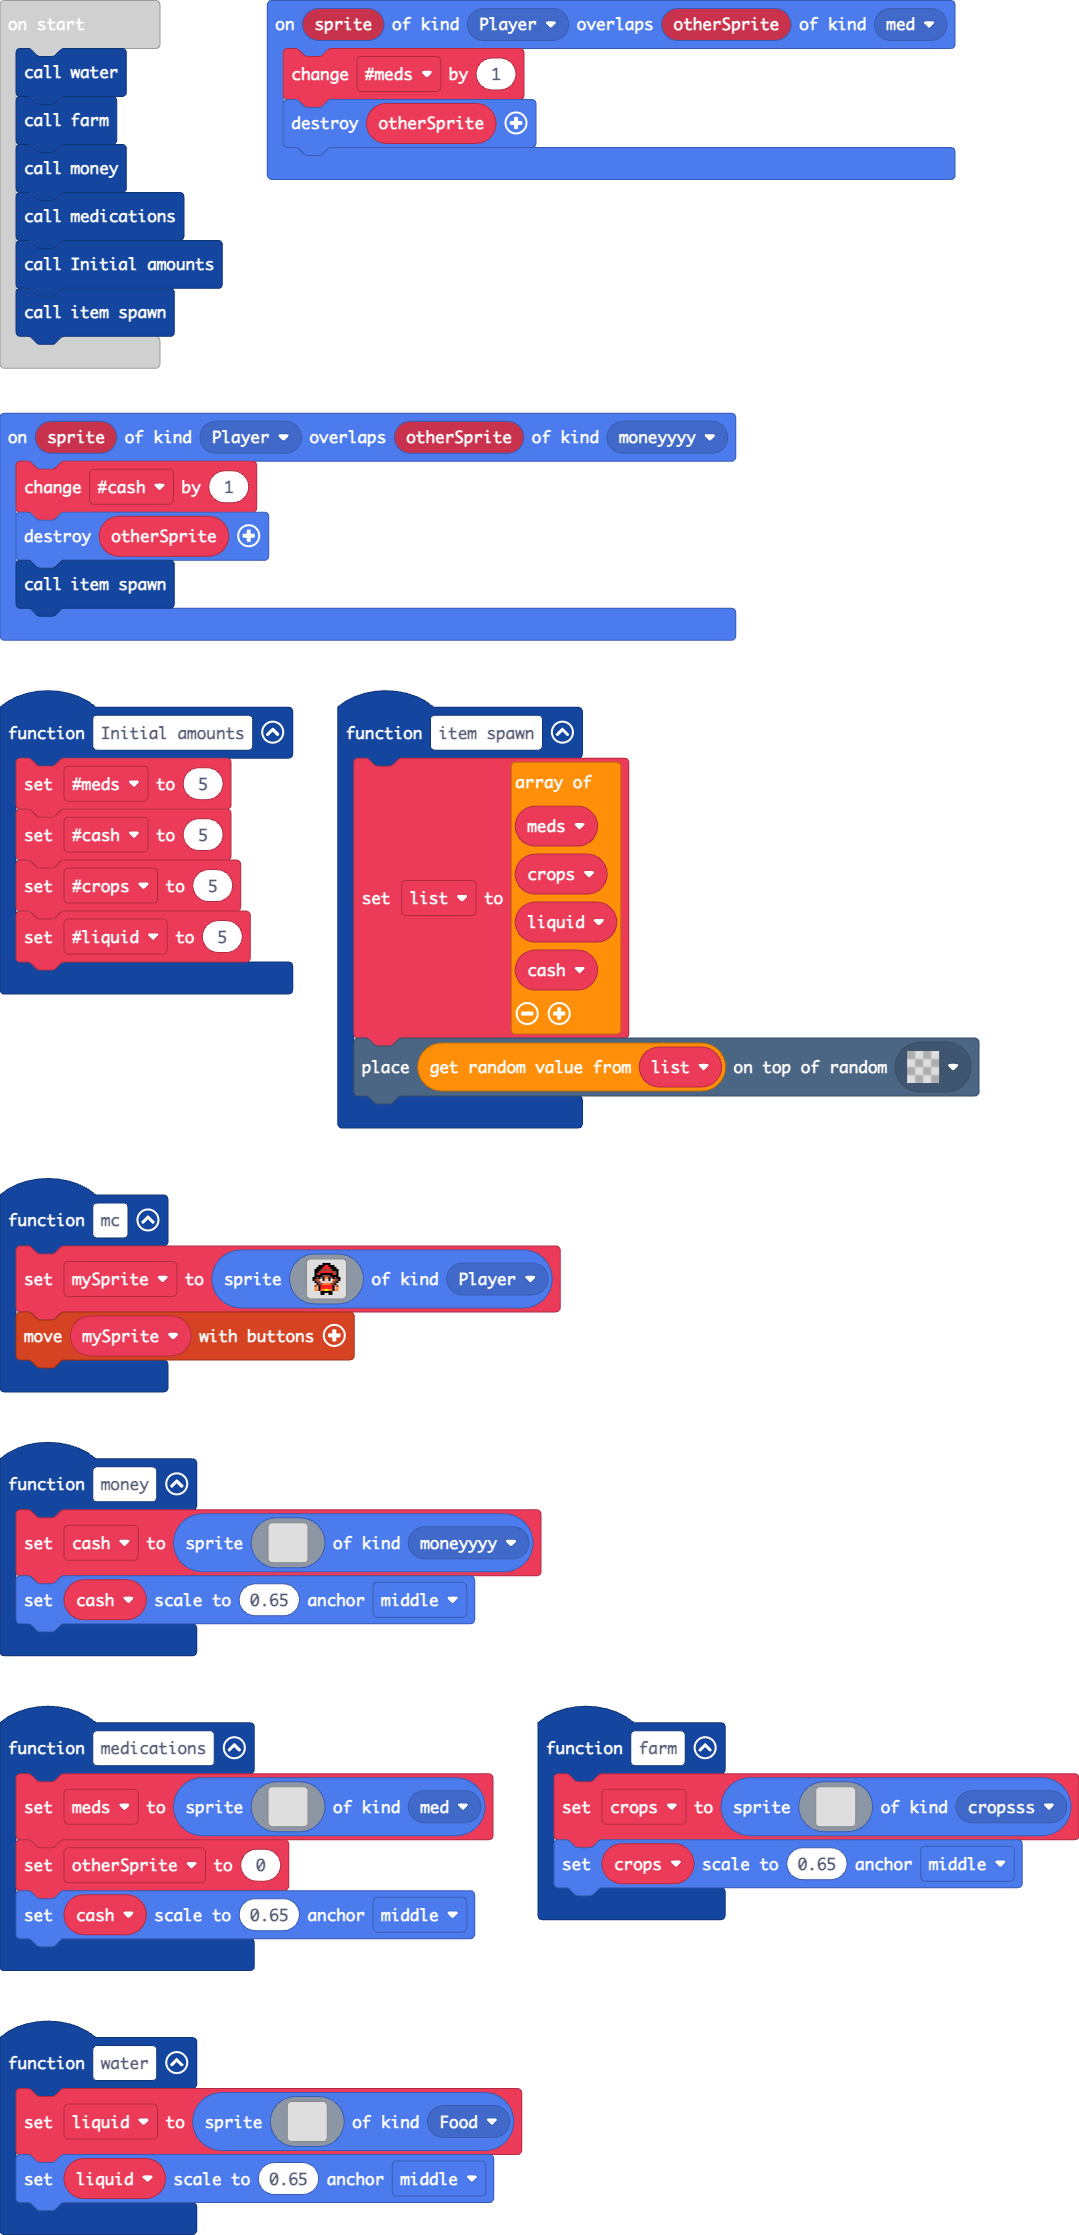 on start
call water
call farm
call money
call medications
call Initial amounts
call item spawn
on sprite of kind Player overlaps otherSprite of kind med
change #meds by 1
destroy otherSprite
on sprite of kind Player overlaps otherSprite of kind moneyyyy
change #cash by 1
destroy otherSprite
call item spawn
function Initial amounts
set #meds to 5
set #cash to 5
set #crops to 5
set #liquid to 5
function item spawn
array of
meds
crops
liquid
cash
set list to
place get random value from list on top of random
function mc
set mySprite to sprite of kind Player
move mySprite with buttons
function money
set cash to sprite of kind moneyyyy
set cash scale to 0.65 anchor middle
function medications
set meds to sprite of kind med
set otherSprite to 0
set cash scale to 0.65 anchor middle
function farm
set crops to sprite of kind cropsss
set crops scale to 0.65 anchor middle
function water
set liquid to sprite of kind Food
set liquid scale to 0.65 anchor middle